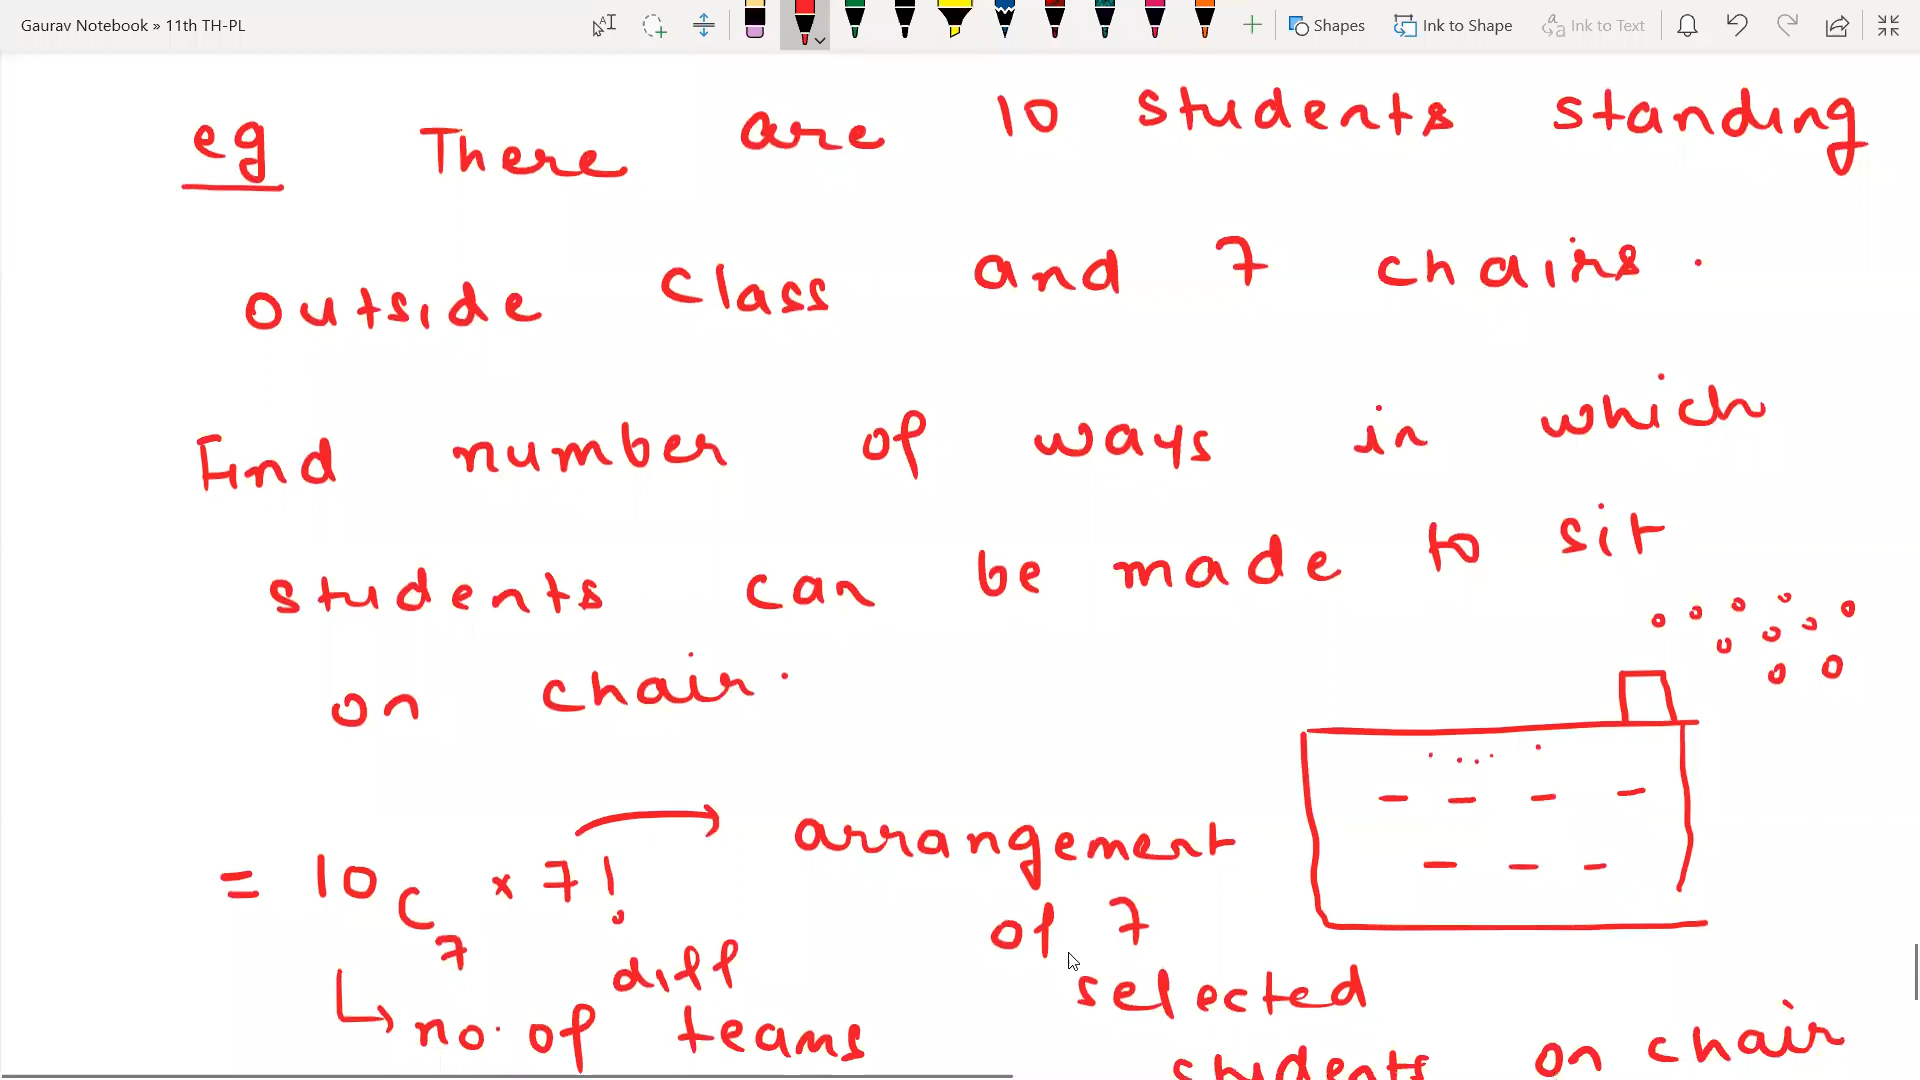 Gaurav Notebook » 11th TH-PL
Shapes
Ink to Shape
Ink to Text
eg There are 10 students standing
outside class and 7 chairs.
Find number of ways in which
students can be made to sit
on chair.
= 10C7 × 7! → arrangement
of 7
selected
students on chair
↳ no. of diff teams